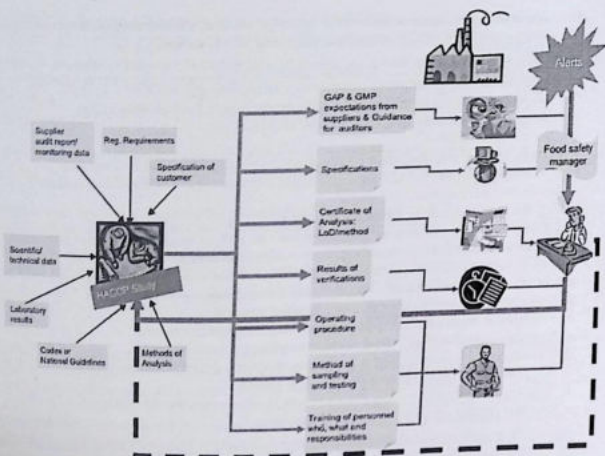 Alerts
GAP & GMP
expectations from
suppliers & Guidance
for auditors
Food safety
manager
Supplier
audit report/
monitoring data
Reg. Requirements
Specification of
customer
Specifications
Certificate of
Analysis:
LoD/method
Scientific/
technical data
HACCP Study
Results of
verifications
Laboratory
results
Codex or
National Guidelines
Methods of
Analysis
Operating
procedure
Method of
sampling
and testing
Training of personnel
who, what and
responsibilities